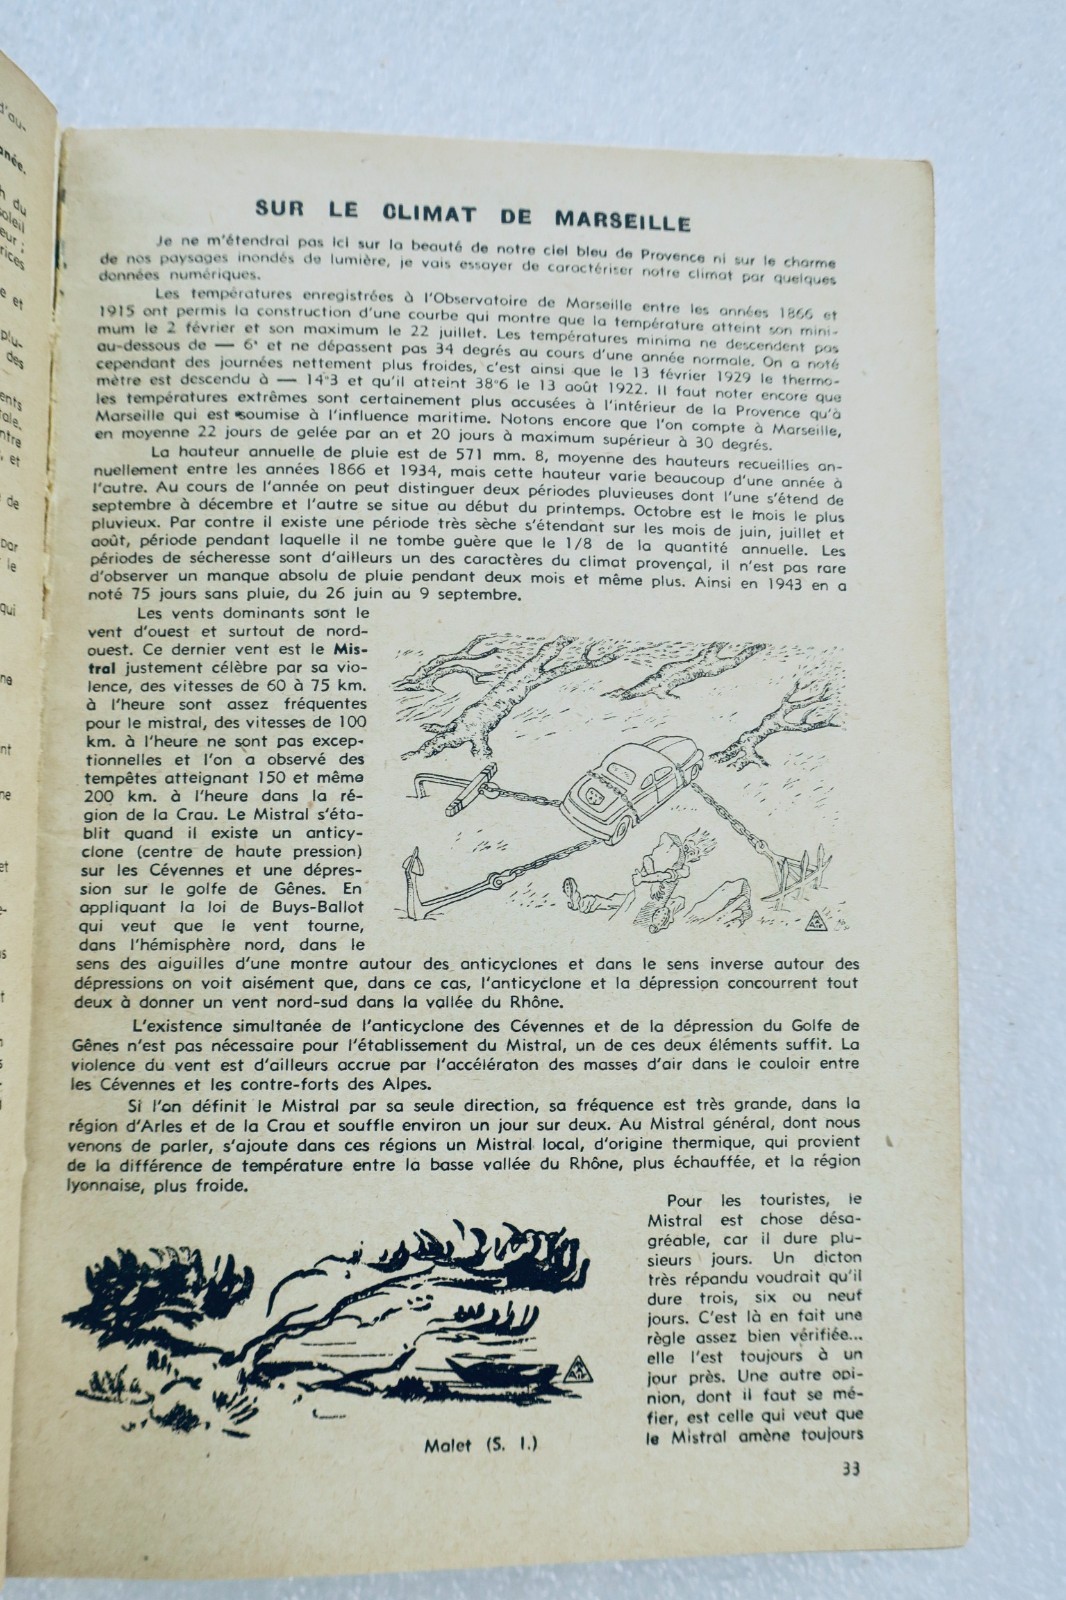 d'au-
anée.
h du
soleil
eur ;
rices
e et
plu-
des
ents
ale.
ntre
, et
de
par
le
qui
ne
nt
ne
et
SUR LE CLIMAT DE MARSEILLE
Je ne m'étendrai pas ici sur la beauté de notre ciel bleu de Provence ni sur le charme
de nos paysages inondés de lumière, je vais essayer de caractériser notre climat par quelques
données numériques.
Les températures enregistrées à l'Observatoire de Marseille entre les années 1866 et
1915 ont permis la construction d'une courbe qui montre que la température atteint son mini-
mum le 2 février et son maximum le 22 juillet. Les températures minima ne descendent pas
au-dessous de — 6° et ne dépassent pas 34 degrés au cours d'une année normale. On a noté
cependant des journées nettement plus froides, c'est ainsi que le 13 février 1929 le thermo-
mètre est descendu à — 14°3 et qu'il atteint 38°6 le 13 août 1922. Il faut noter encore que
les températures extrêmes sont certainement plus accusées à l'intérieur de la Provence qu'à
Marseille qui est soumise à l'influence maritime. Notons encore que l'on compte à Marseille,
en moyenne 22 jours de gelée par an et 20 jours à maximum supérieur à 30 degrés.
La hauteur annuelle de pluie est de 571 mm. 8, moyenne des hauteurs recueillies an-
nuellement entre les années 1866 et 1934, mais cette hauteur varie beaucoup d'une année à
l'autre. Au cours de l'année on peut distinguer deux périodes pluvieuses dont l'une s'étend de
septembre à décembre et l'autre se situe au début du printemps. Octobre est le mois le plus
pluvieux. Par contre il existe une période très sèche s'étendant sur les mois de juin, juillet et
août, période pendant laquelle il ne tombe guère que le 1/8 de la quantité annuelle. Les
périodes de sécheresse sont d'ailleurs un des caractères du climat provençal, il n'est pas rare
d'observer un manque absolu de pluie pendant deux mois et même plus. Ainsi en 1943 en a
noté 75 jours sans pluie, du 26 juin au 9 septembre.
Les vents dominants sont le
vent d'ouest et surtout de nord-
ouest. Ce dernier vent est le Mis-
tral justement célèbre par sa vio-
lence, des vitesses de 60 à 75 km.
à l'heure sont assez fréquentes
pour le mistral, des vitesses de 100
km. à l'heure ne sont pas excep-
tionnelles et l'on a observé des
tempêtes atteignant 150 et même
200 km. à l'heure dans la ré-
gion de la Crau. Le Mistral s'éta-
blit quand il existe un anticy-
clone (centre de haute pression)
sur les Cévennes et une dépres-
sion sur le golfe de Gênes. En
appliquant la loi de Buys-Ballot
qui veut que le vent tourne,
dans l'hémisphère nord, dans le
sens des aiguilles d'une montre autour des anticyclones et dans le sens inverse autour des
dépressions on voit aisément que, dans ce cas, l'anticyclone et la dépression concourrent tout
deux à donner un vent nord-sud dans la vallée du Rhône.
L'existence simultanée de l'anticyclone des Cévennes et de la dépression du Golfe de
Gênes n'est pas nécessaire pour l'établissement du Mistral, un de ces deux éléments suffit. La
violence du vent est d'ailleurs accrue par l'accélératon des masses d'air dans le couloir entre
les Cévennes et les contre-forts des Alpes.
Si l'on définit le Mistral par sa seule direction, sa fréquence est très grande, dans la
région d'Arles et de la Crau et souffle environ un jour sur deux. Au Mistral général, dont nous
venons de parler, s'ajoute dans ces régions un Mistral local, d'origine thermique, qui provient
de la différence de température entre la basse vallée du Rhône, plus échauffée, et la région
lyonnaise, plus froide.
Pour les touristes, le
Mistral est chose désa-
gréable, car il dure plu-
sieurs jours. Un dicton
très répandu voudrait qu'il
dure trois, six ou neuf
jours. C'est là en fait une
règle assez bien vérifiée...
elle l'est toujours à un
jour près. Une autre opi-
nion, dont il faut se mé-
fier, est celle qui veut que
le Mistral amène toujours
Malet (S. I.)
33